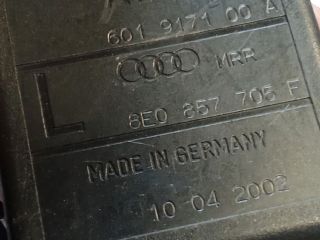 601 9171 00 A
MRR
L
8E0 857 705 F
MADE IN GERMANY
10 04 2002